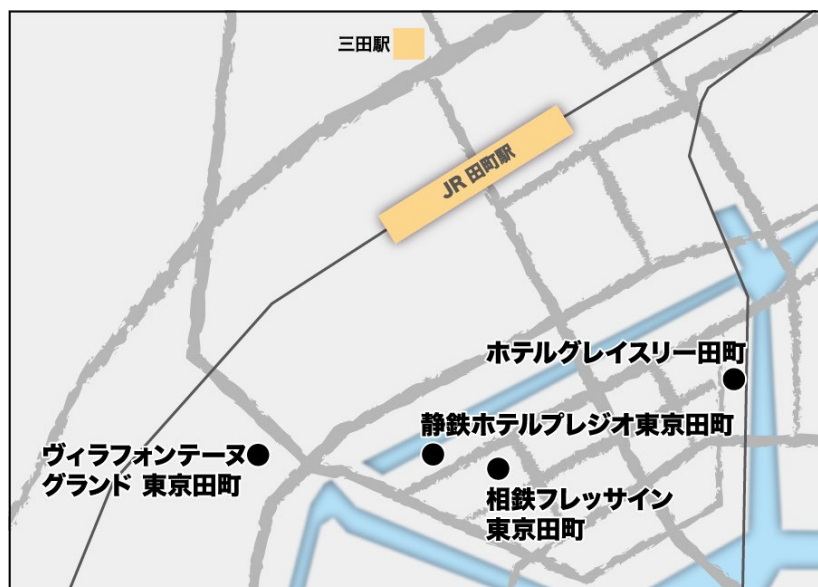 三田駅
JR 田町駅
ホテルグレイスリー田町
静鉄ホテルプレジオ東京田町
ヴィラフォンテーヌ
グランド 東京田町
相鉄フレッサイン
東京田町